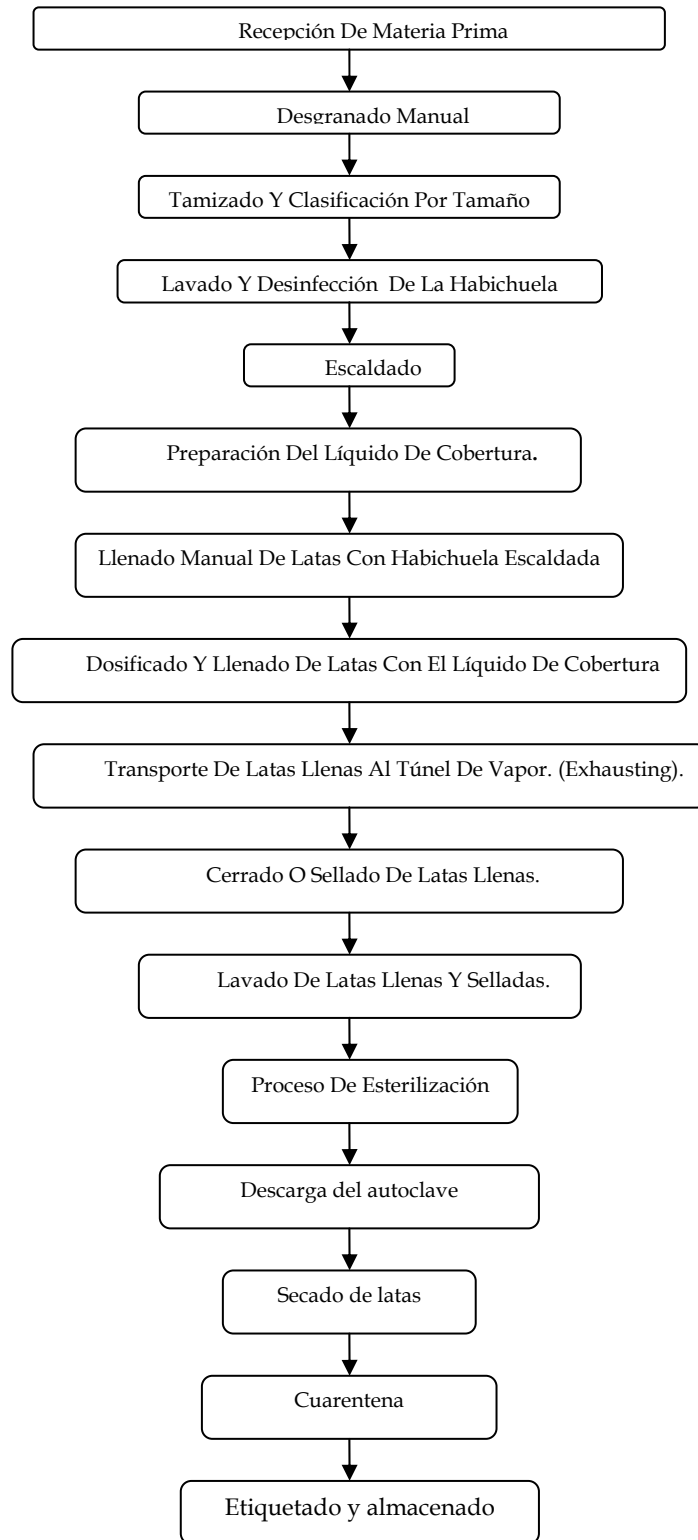 Recepción De Materia Prima
Desgranado Manual
Tamizado Y Clasificación Por Tamaño
Lavado Y Desinfección De La Habichuela
Escaldado
Preparación Del Líquido De Cobertura.
Llenado Manual De Latas Con Habichuela Escaldada
Dosificado Y Llenado De Latas Con El Líquido De Cobertura
Transporte De Latas Llenas Al Túnel De Vapor. (Exhausting).
Cerrado O Sellado De Latas Llenas.
Lavado De Latas Llenas Y Selladas.
Proceso De Esterilización
Descarga del autoclave
Secado de latas
Cuarentena
Etiquetado y almacenado